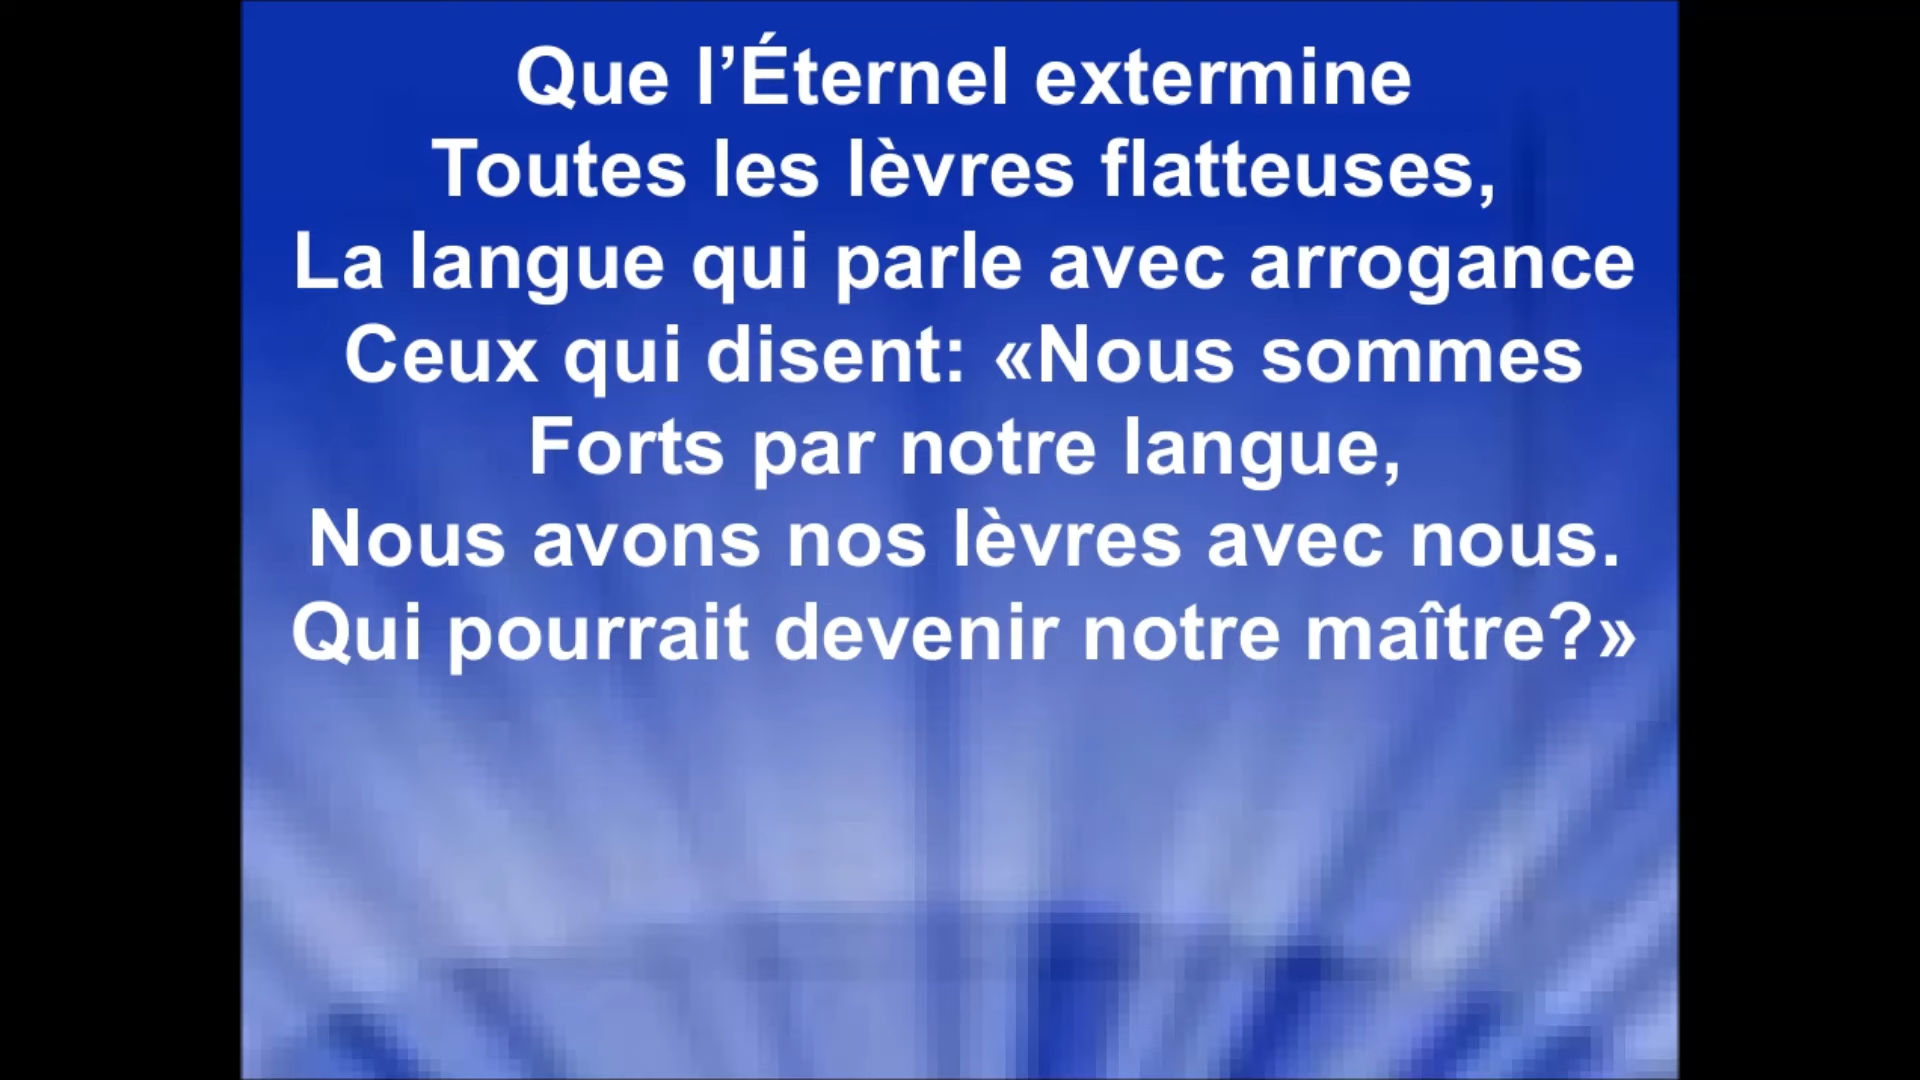 Que l’Éternel extermine
Toutes les lèvres flatteuses,
La langue qui parle avec arrogance
Ceux qui disent: «Nous sommes
Forts par notre langue,
Nous avons nos lèvres avec nous.
Qui pourrait devenir notre maître?»